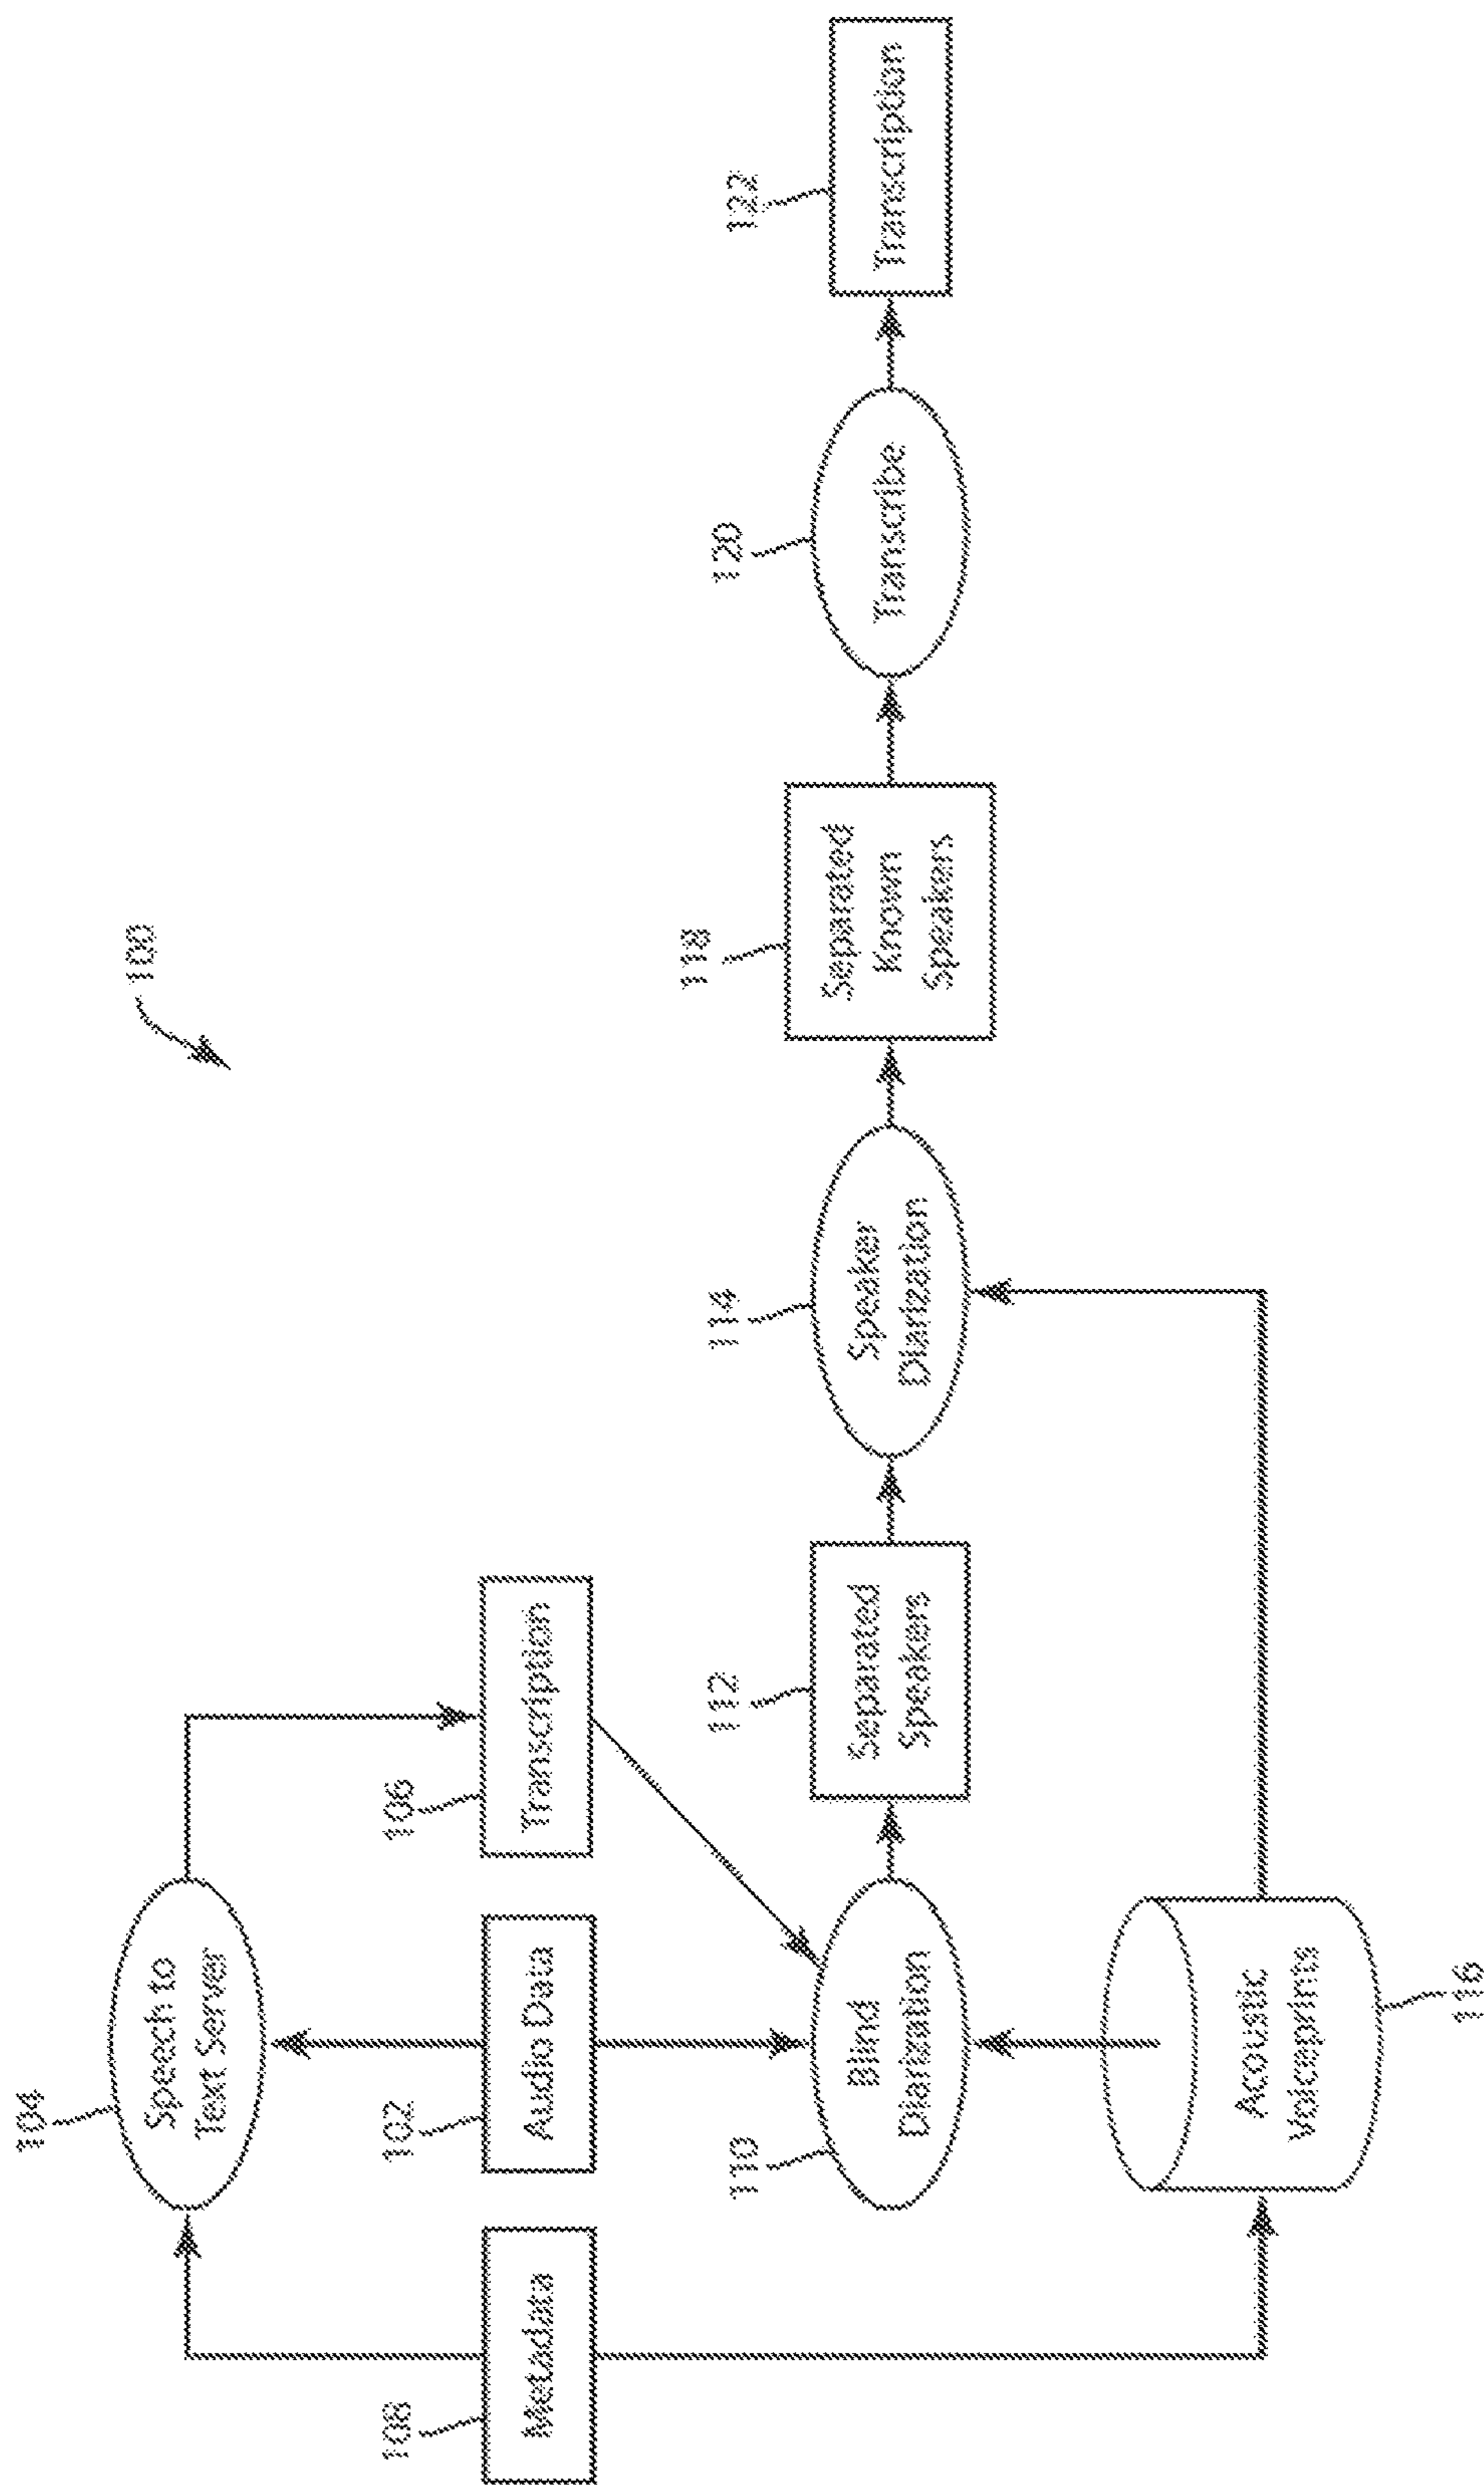 100
104
Speech to
Text Server
108
Metadata
102
Audio Data
106
Transcription
110
Blind
Diarization
112
Separated
Speakers
114
Speaker
Diarization
118
Separated
Known
Speakers
120
Transcribe
122
Transcription
Acoustic
Voiceprints
116